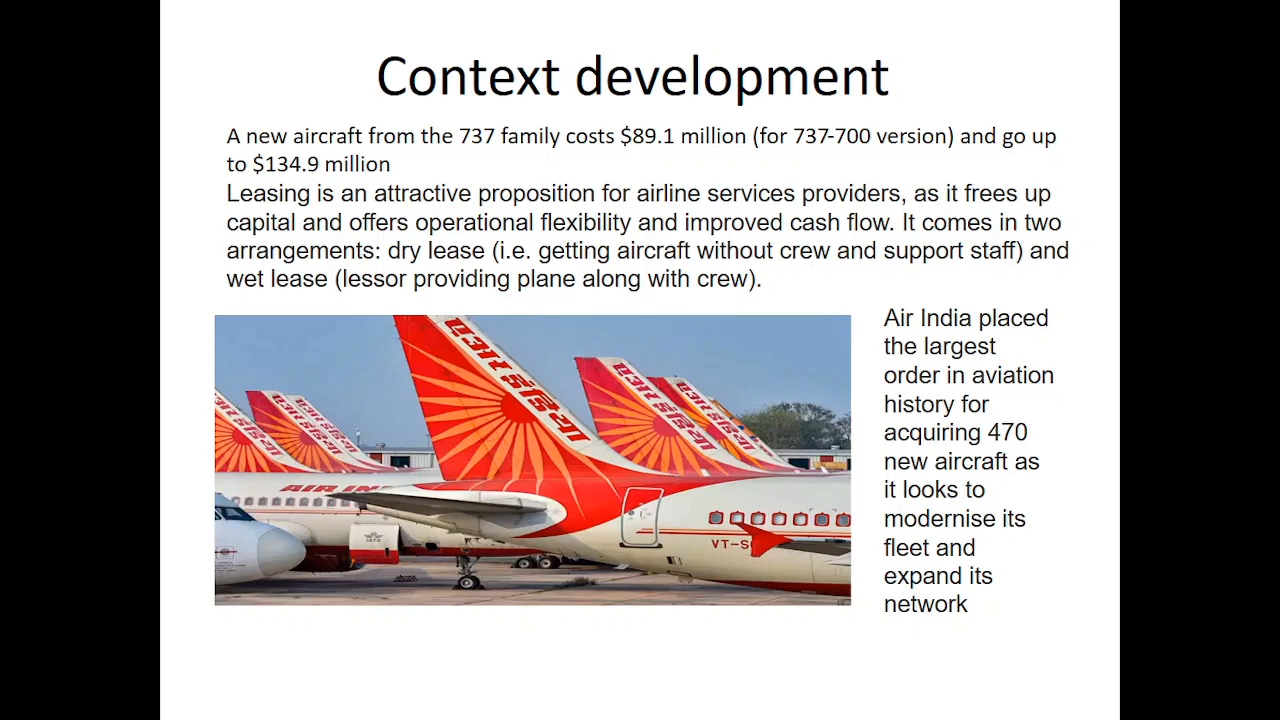 Context development
A new aircraft from the 737 family costs $89.1 million (for 737-700 version) and go up
to $134.9 million
Leasing is an attractive proposition for airline services providers, as it frees up
capital and offers operational flexibility and improved cash flow. It comes in two
arrangements: dry lease (i.e. getting aircraft without crew and support staff) and
wet lease (lessor providing plane along with crew).
Air India placed
the largest
order in aviation
history for
acquiring 470
new aircraft as
it looks to
modernise its
fleet and
expand its
network
AIR IN
IATA